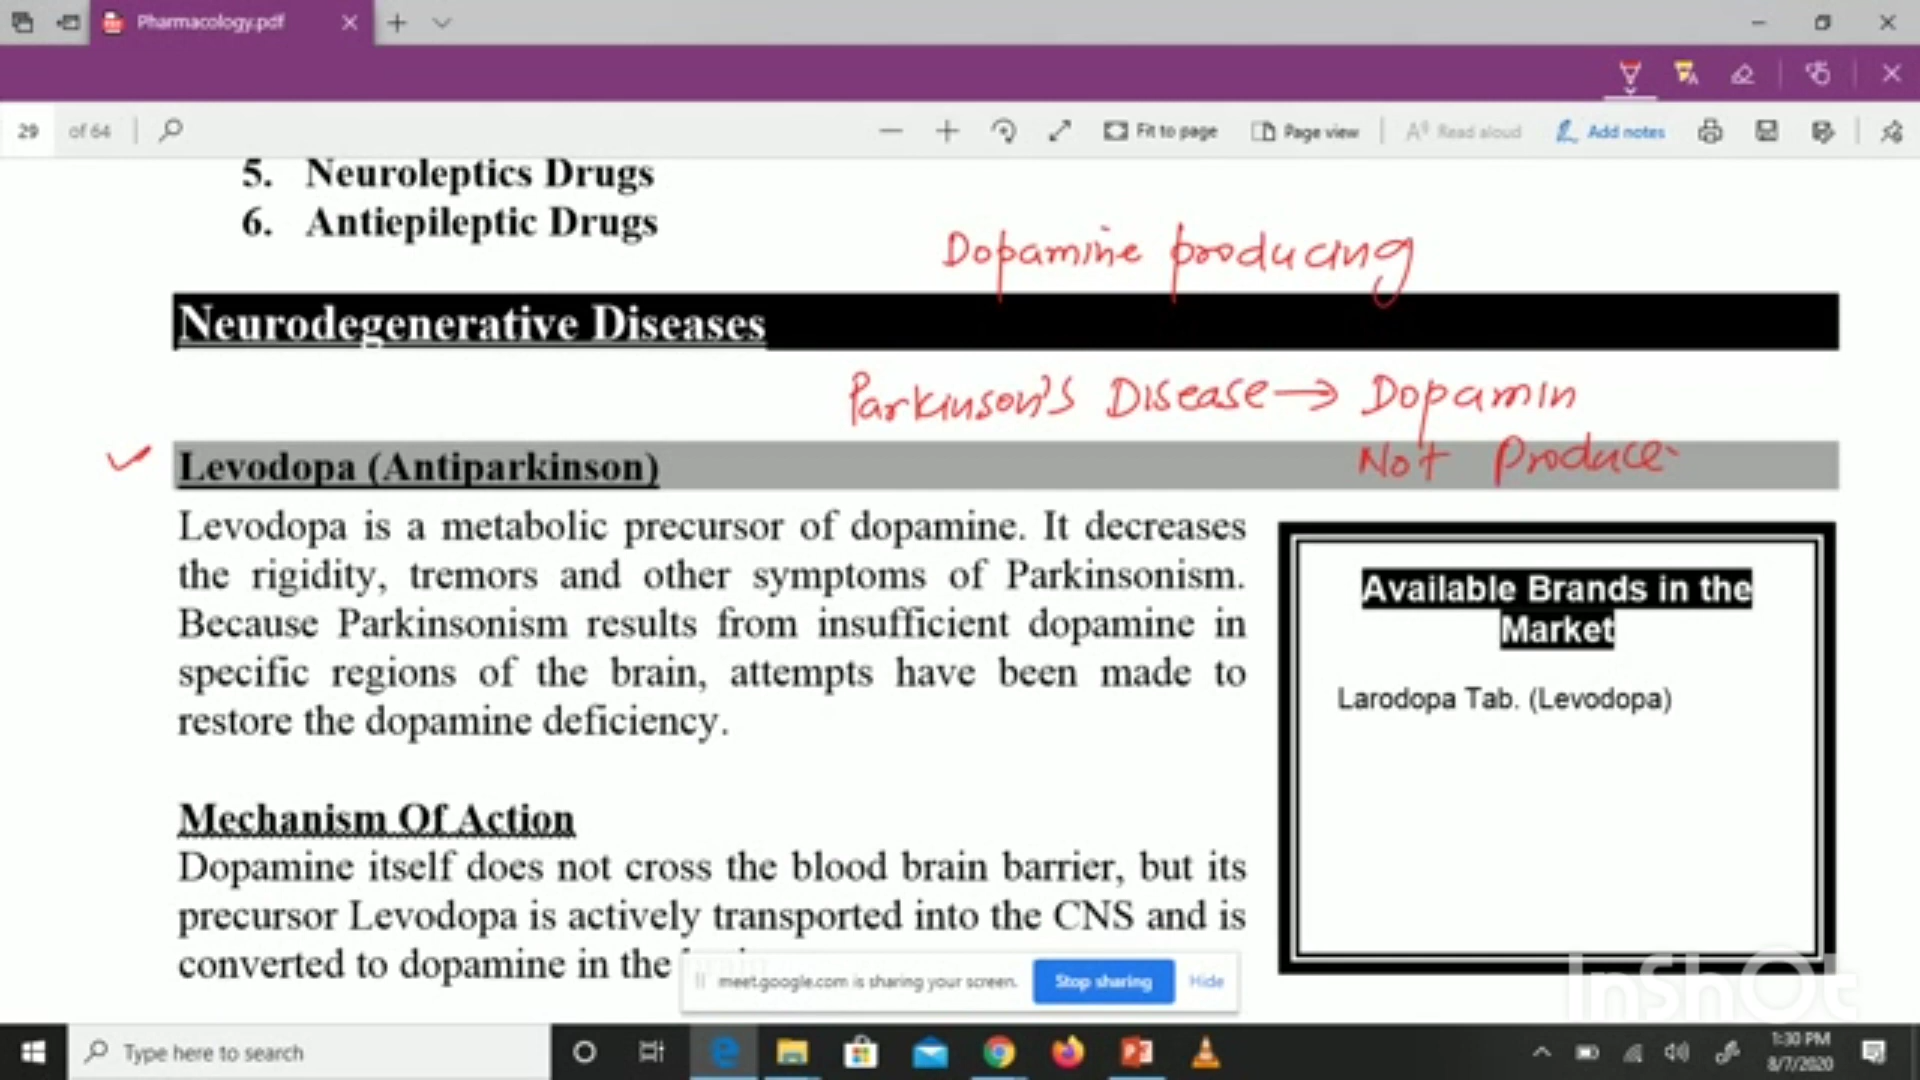 Pharmacology.pdf
29 of 64
Fit to page
Page view
Read aloud
Add notes
5. Neuroleptics Drugs
6. Antiepileptic Drugs
Dopamine producing
Neurodegenerative Diseases
Parkinson's Disease → Dopamin
Not Produce
Levodopa (Antiparkinson)
Levodopa is a metabolic precursor of dopamine. It decreases
the rigidity, tremors and other symptoms of Parkinsonism.
Because Parkinsonism results from insufficient dopamine in
specific regions of the brain, attempts have been made to
restore the dopamine deficiency.
Available Brands in the
Market
Larodopa Tab. (Levodopa)
Mechanism Of Action
Dopamine itself does not cross the blood brain barrier, but its
precursor Levodopa is actively transported into the CNS and is
converted to dopamine in the
meet.google.com is sharing your screen.
Stop sharing
Hide
InShOt
Type here to search
1:30 PM
8/7/2020